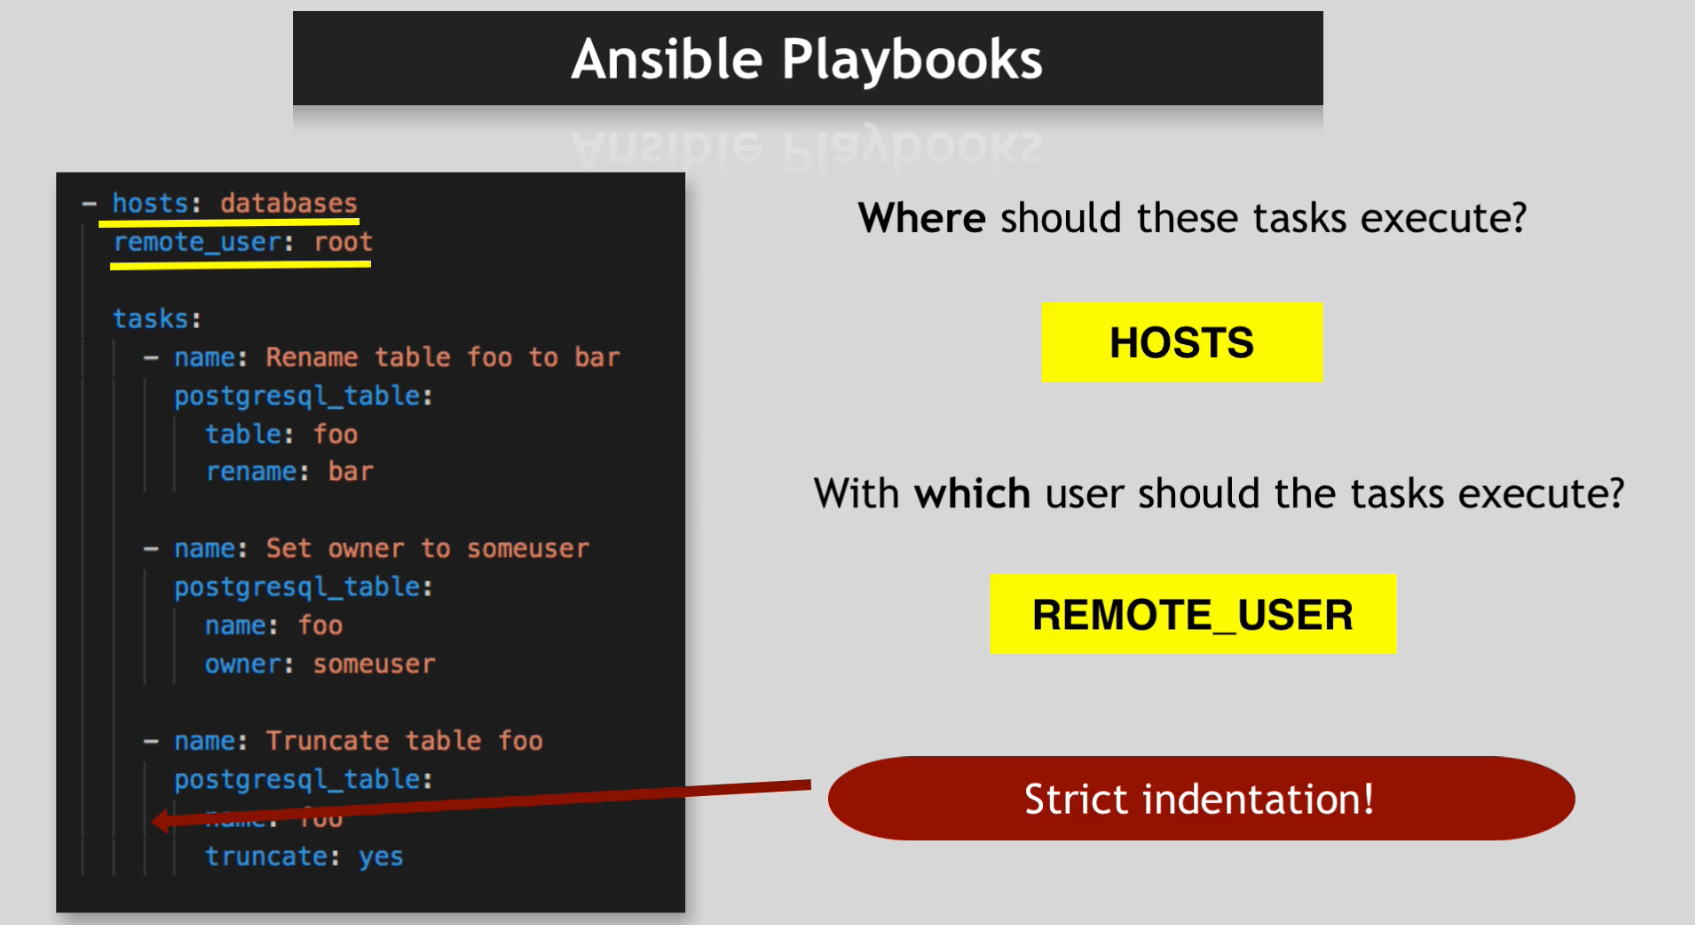 Ansible Playbooks
- hosts: databases
remote_user: root
tasks:
- name: Rename table foo to bar
postgresql_table:
table: foo
rename: bar
- name: Set owner to someuser
postgresql_table:
name: foo
owner: someuser
- name: Truncate table foo
postgresql_table:
name: foo
truncate: yes
Where should these tasks execute?
HOSTS
With which user should the tasks execute?
REMOTE_USER
Strict indentation!